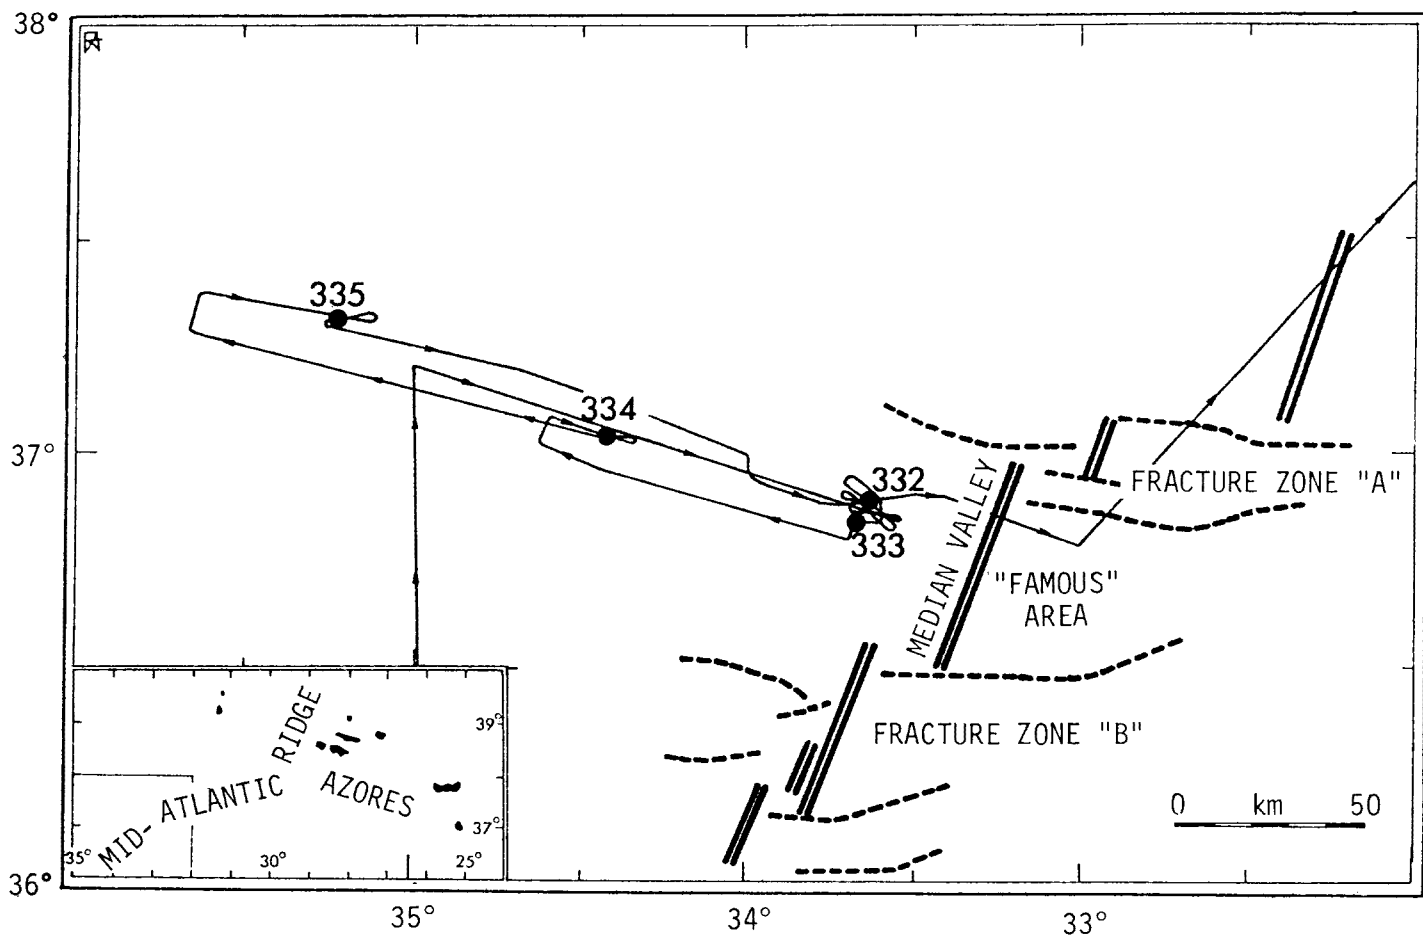 38°
335
334
37°
332
FRACTURE ZONE "A"
333
MEDIAN VALLEY
"FAMOUS"
AREA
FRACTURE ZONE "B"
39°
MID-ATLANTIC RIDGE
AZORES
37°
35°
30°
25°
0 km 50
36°
35°
34°
33°